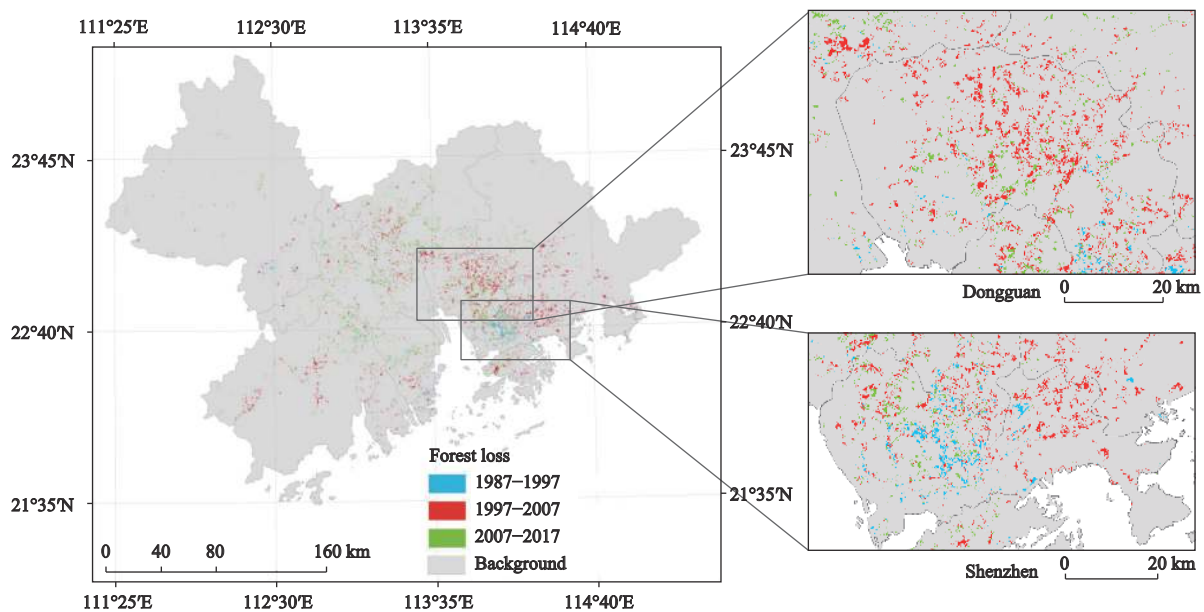 111°25′E 112°30′E 113°35′E 114°40′E
23°45′N 23°45′N
22°40′N 22°40′N
21°35′N 21°35′N
Forest loss
1987–1997
1997–2007
2007–2017
Background
0 40 80 160 km
111°25′E 112°30′E 113°35′E 114°40′E
Dongguan 0 20 km
Shenzhen 0 20 km